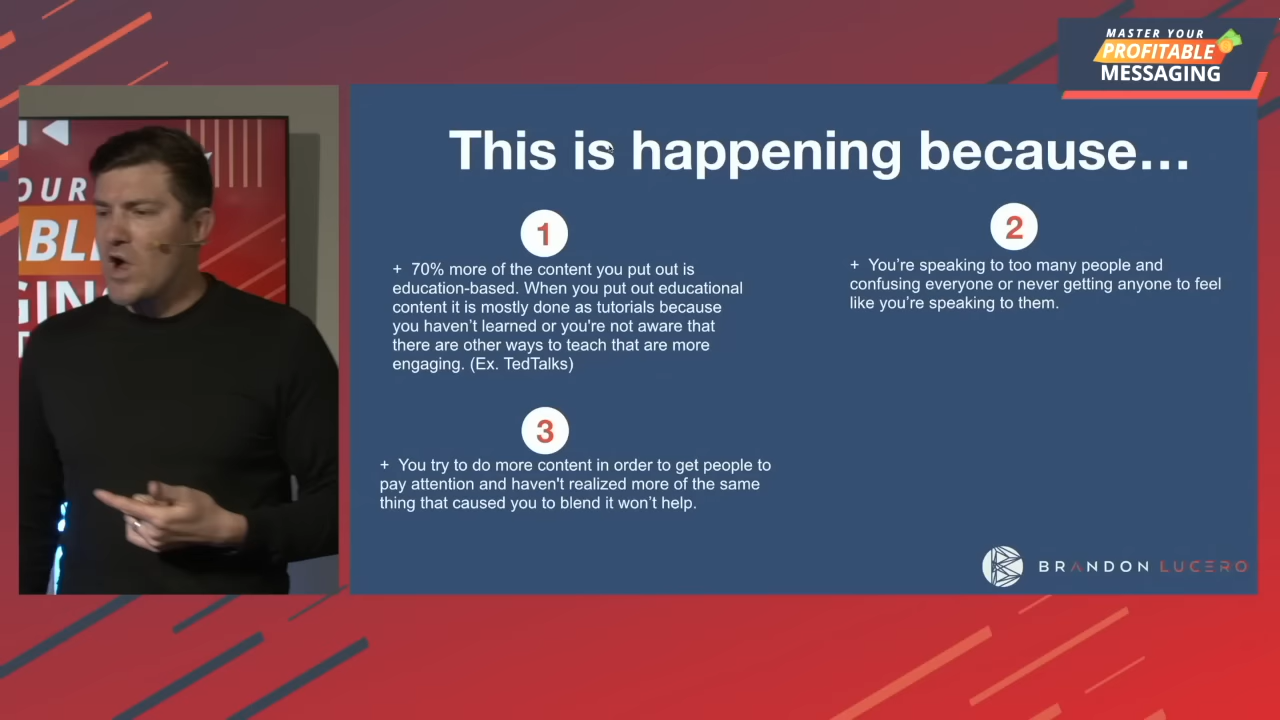 MASTER YOUR
PROFITABLE
MESSAGING
OUR
ABL
GING
This is happening because…
1
+ 70% more of the content you put out is
education-based. When you put out educational
content it is mostly done as tutorials because
you haven’t learned or you're not aware that
there are other ways to teach that are more
engaging. (Ex. TedTalks)
2
+ You’re speaking to too many people and
confusing everyone or never getting anyone to feel
like you’re speaking to them.
3
+ You try to do more content in order to get people to
pay attention and haven't realized more of the same
thing that caused you to blend it won’t help.
BRANDON LUCERO